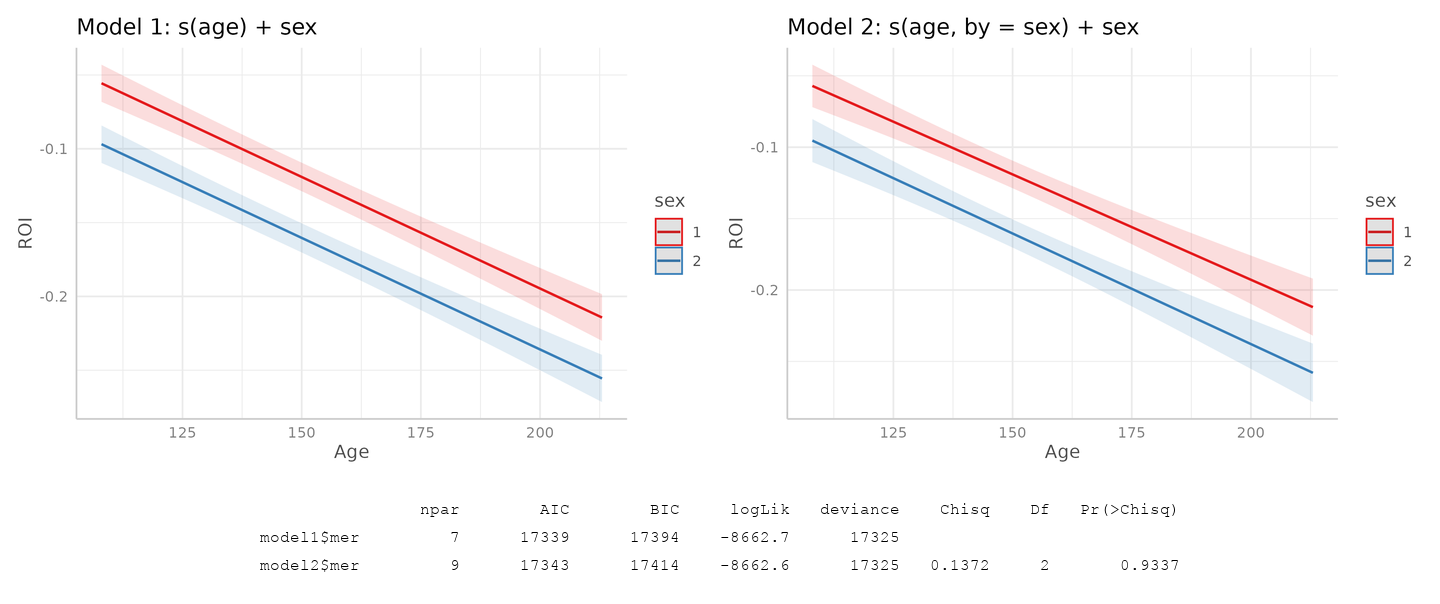 Model 1: s(age) + sex
-0.1
-0.2
ROI
125 150 175 200
Age
sex
1
2
Model 2: s(age, by = sex) + sex
-0.1
-0.2
ROI
125 150 175 200
Age
sex
1
2
npar AIC BIC logLik deviance Chisq Df Pr(>Chisq)
model1$mer 7 17339 17394 -8662.7 17325
model2$mer 9 17343 17414 -8662.6 17325 0.1372 2 0.9337